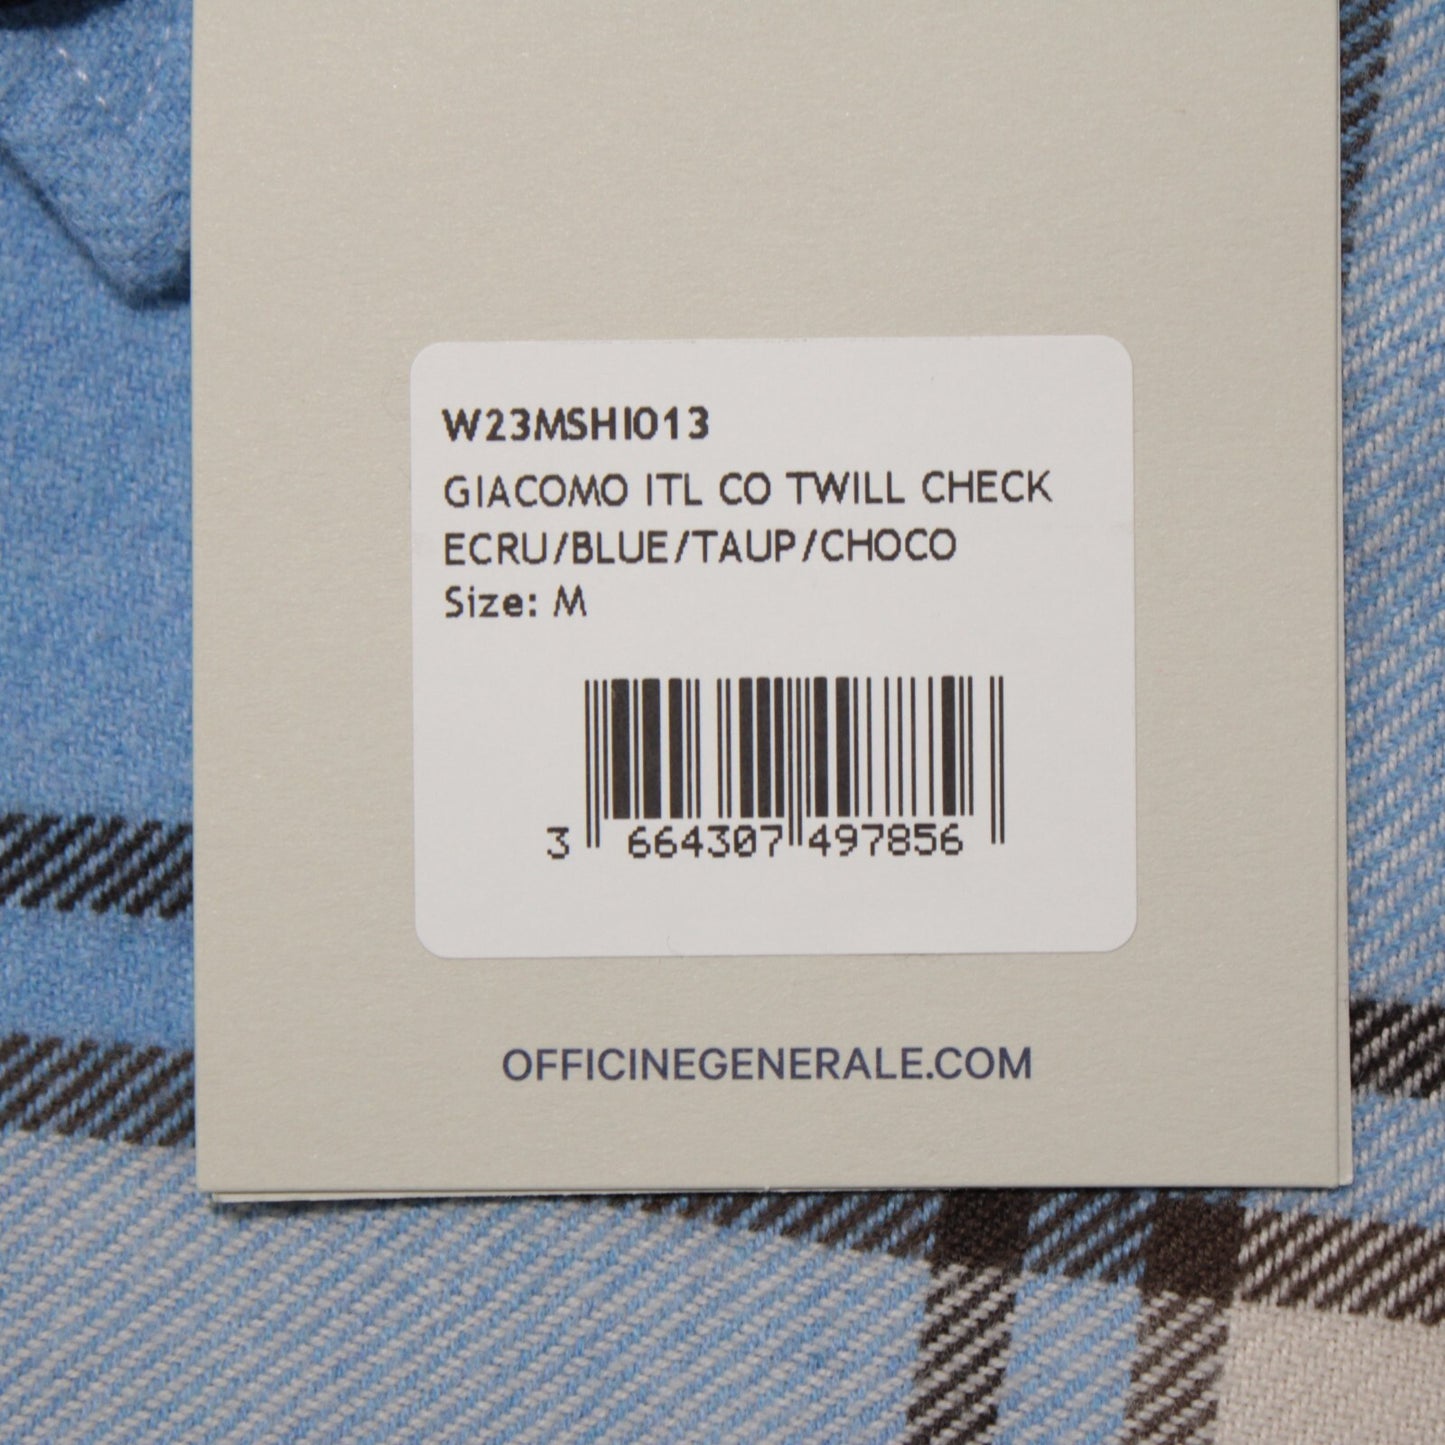 W23MSHI013
GIACOMO ITL CO TWILL CHECK
ECRU/BLUE/TAUP/CHOCO
Size: M
3 664307 497856
OFFICINEGENERALE.COM